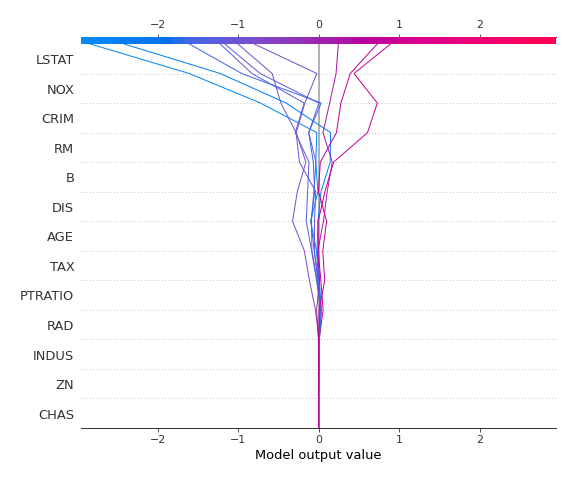 −2 −1 0 1 2
LSTAT
NOX
CRIM
RM
B
DIS
AGE
TAX
PTRATIO
RAD
INDUS
ZN
CHAS
−2 −1 0 1 2
Model output value